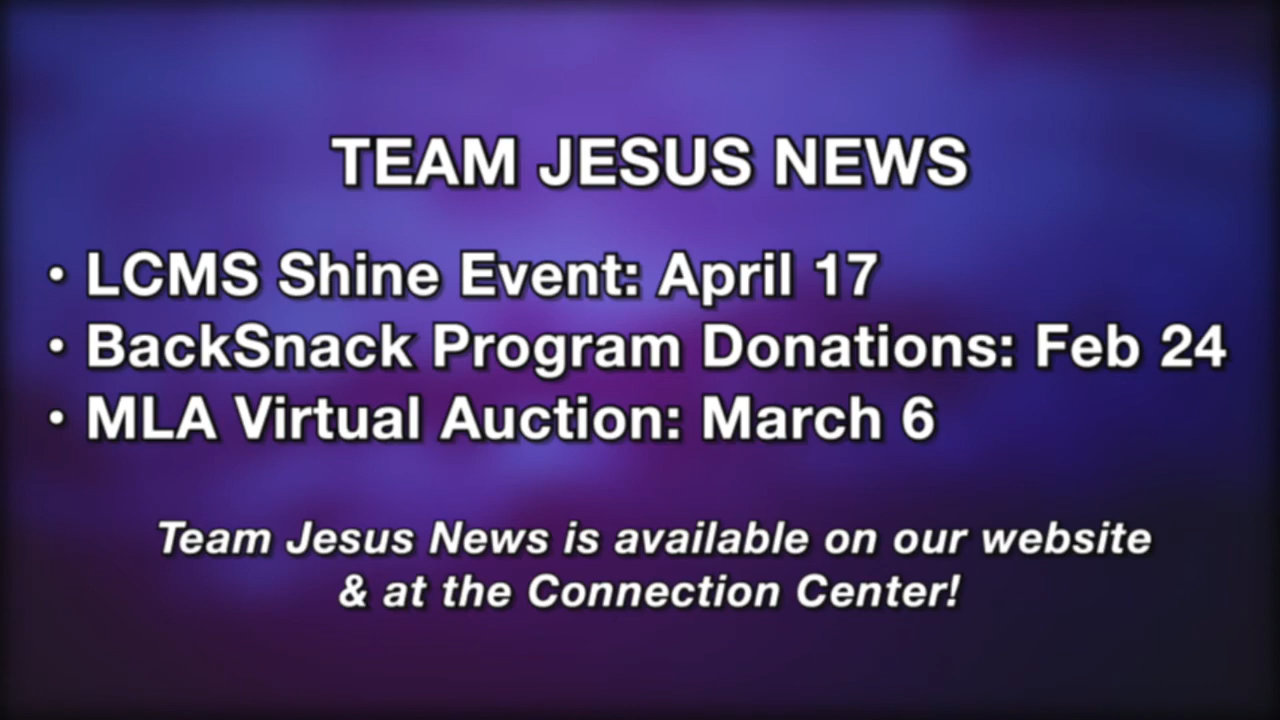 TEAM JESUS NEWS
• LCMS Shine Event: April 17
• BackSnack Program Donations: Feb 24
• MLA Virtual Auction: March 6
Team Jesus News is available on our website
& at the Connection Center!